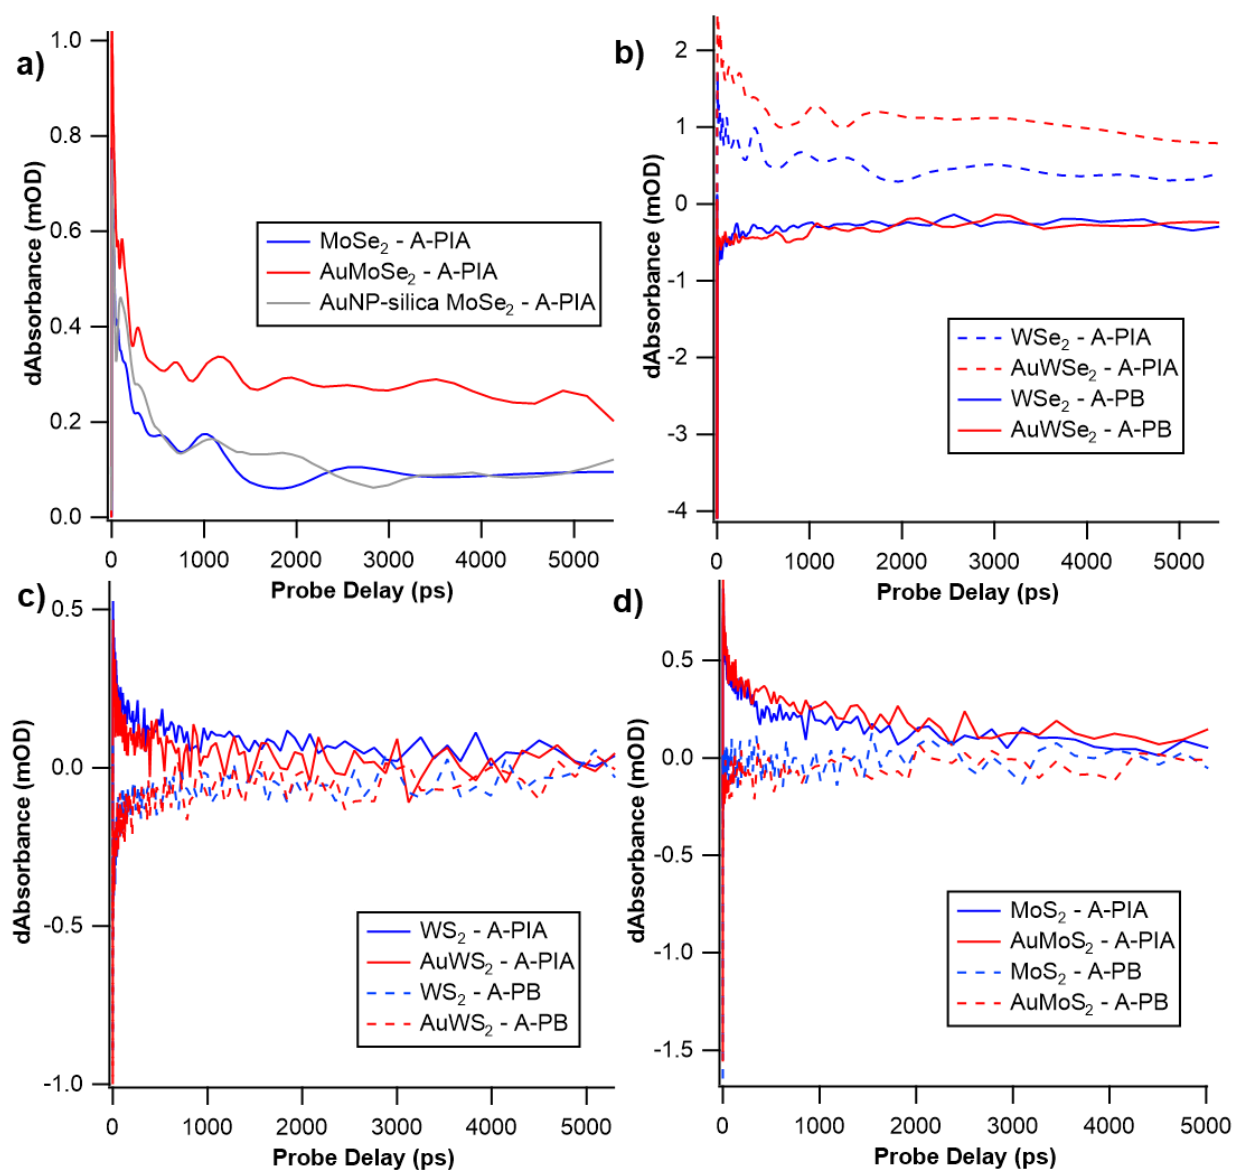 a)
1.0
0.8
0.6
0.4
0.2
0.0
dAbsorbance (mOD)
MoSe2 - A-PIA
AuMoSe2 - A-PIA
AuNP-silica MoSe2 - A-PIA
0 1000 2000 3000 4000 5000
Probe Delay (ps)
b)
2
1
0
-1
-2
-3
-4
dAbsorbance (mOD)
WSe2 - A-PIA
AuWSe2 - A-PIA
WSe2 - A-PB
AuWSe2 - A-PB
0 1000 2000 3000 4000 5000
Probe Delay (ps)
c)
0.5
0.0
-0.5
-1.0
dAbsorbance (mOD)
WS2 - A-PIA
AuWS2 - A-PIA
WS2 - A-PB
AuWS2 - A-PB
0 1000 2000 3000 4000 5000
Probe Delay (ps)
d)
0.5
0.0
-0.5
-1.0
-1.5
dAbsorbance (mOD)
MoS2 - A-PIA
AuMoS2 - A-PIA
MoS2 - A-PB
AuMoS2 - A-PB
0 1000 2000 3000 4000 5000
Probe Delay (ps)